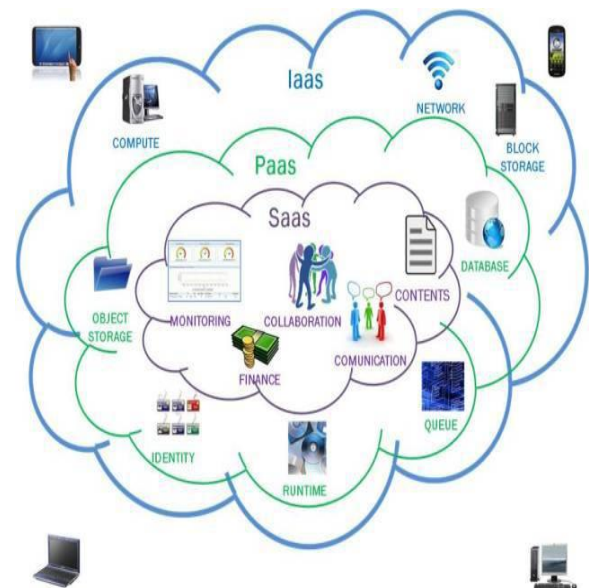 Iaas
NETWORK
COMPUTE
BLOCK
STORAGE
Paas
Saas
DATABASE
OBJECT
STORAGE
MONITORING
COLLABORATION
CONTENTS
COMUNICATION
FINANCE
QUEUE
IDENTITY
RUNTIME